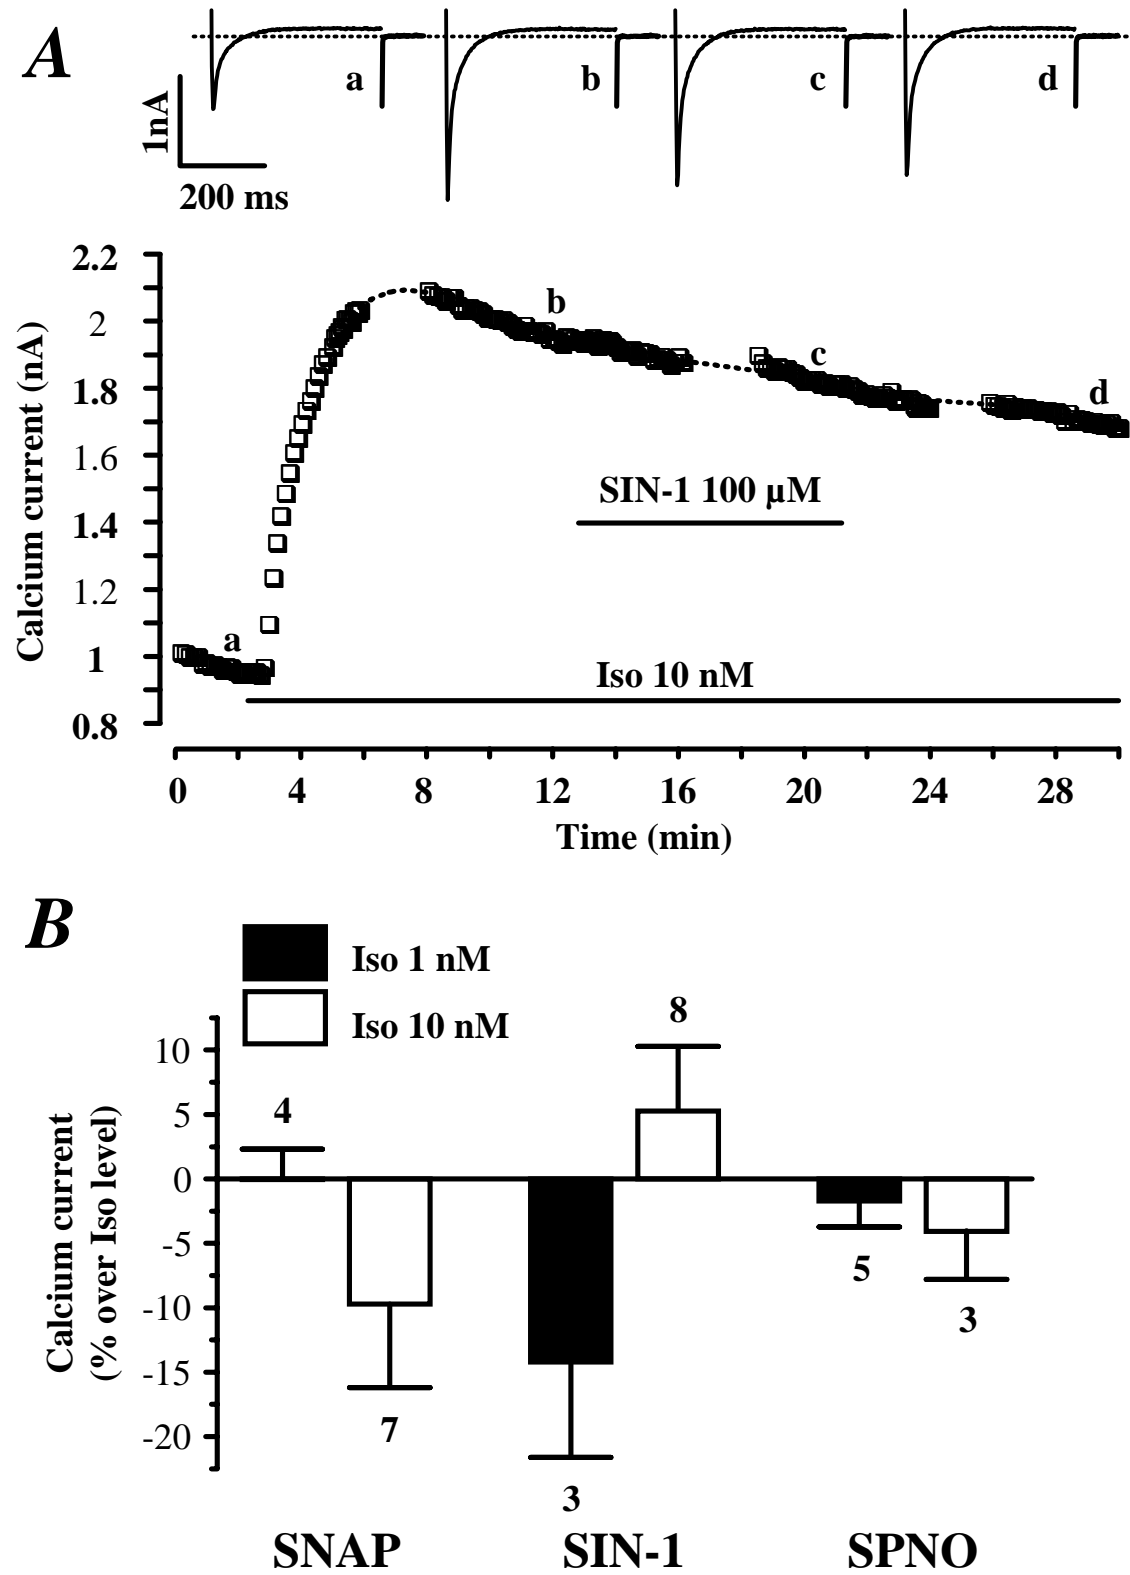 A
a b c d
1nA
200 ms
2.2
2
1.8
1.6
1.4
1.2
1
0.8
Calcium current (nA)
a
b
c
d
SIN-1 100 µM
Iso 10 nM
0 4 8 12 16 20 24 28
Time (min)
B
Iso 1 nM
Iso 10 nM
10
5
0
-5
-10
-15
-20
Calcium current
(% over Iso level)
4
7
3
8
5
3
SNAP SIN-1 SPNO